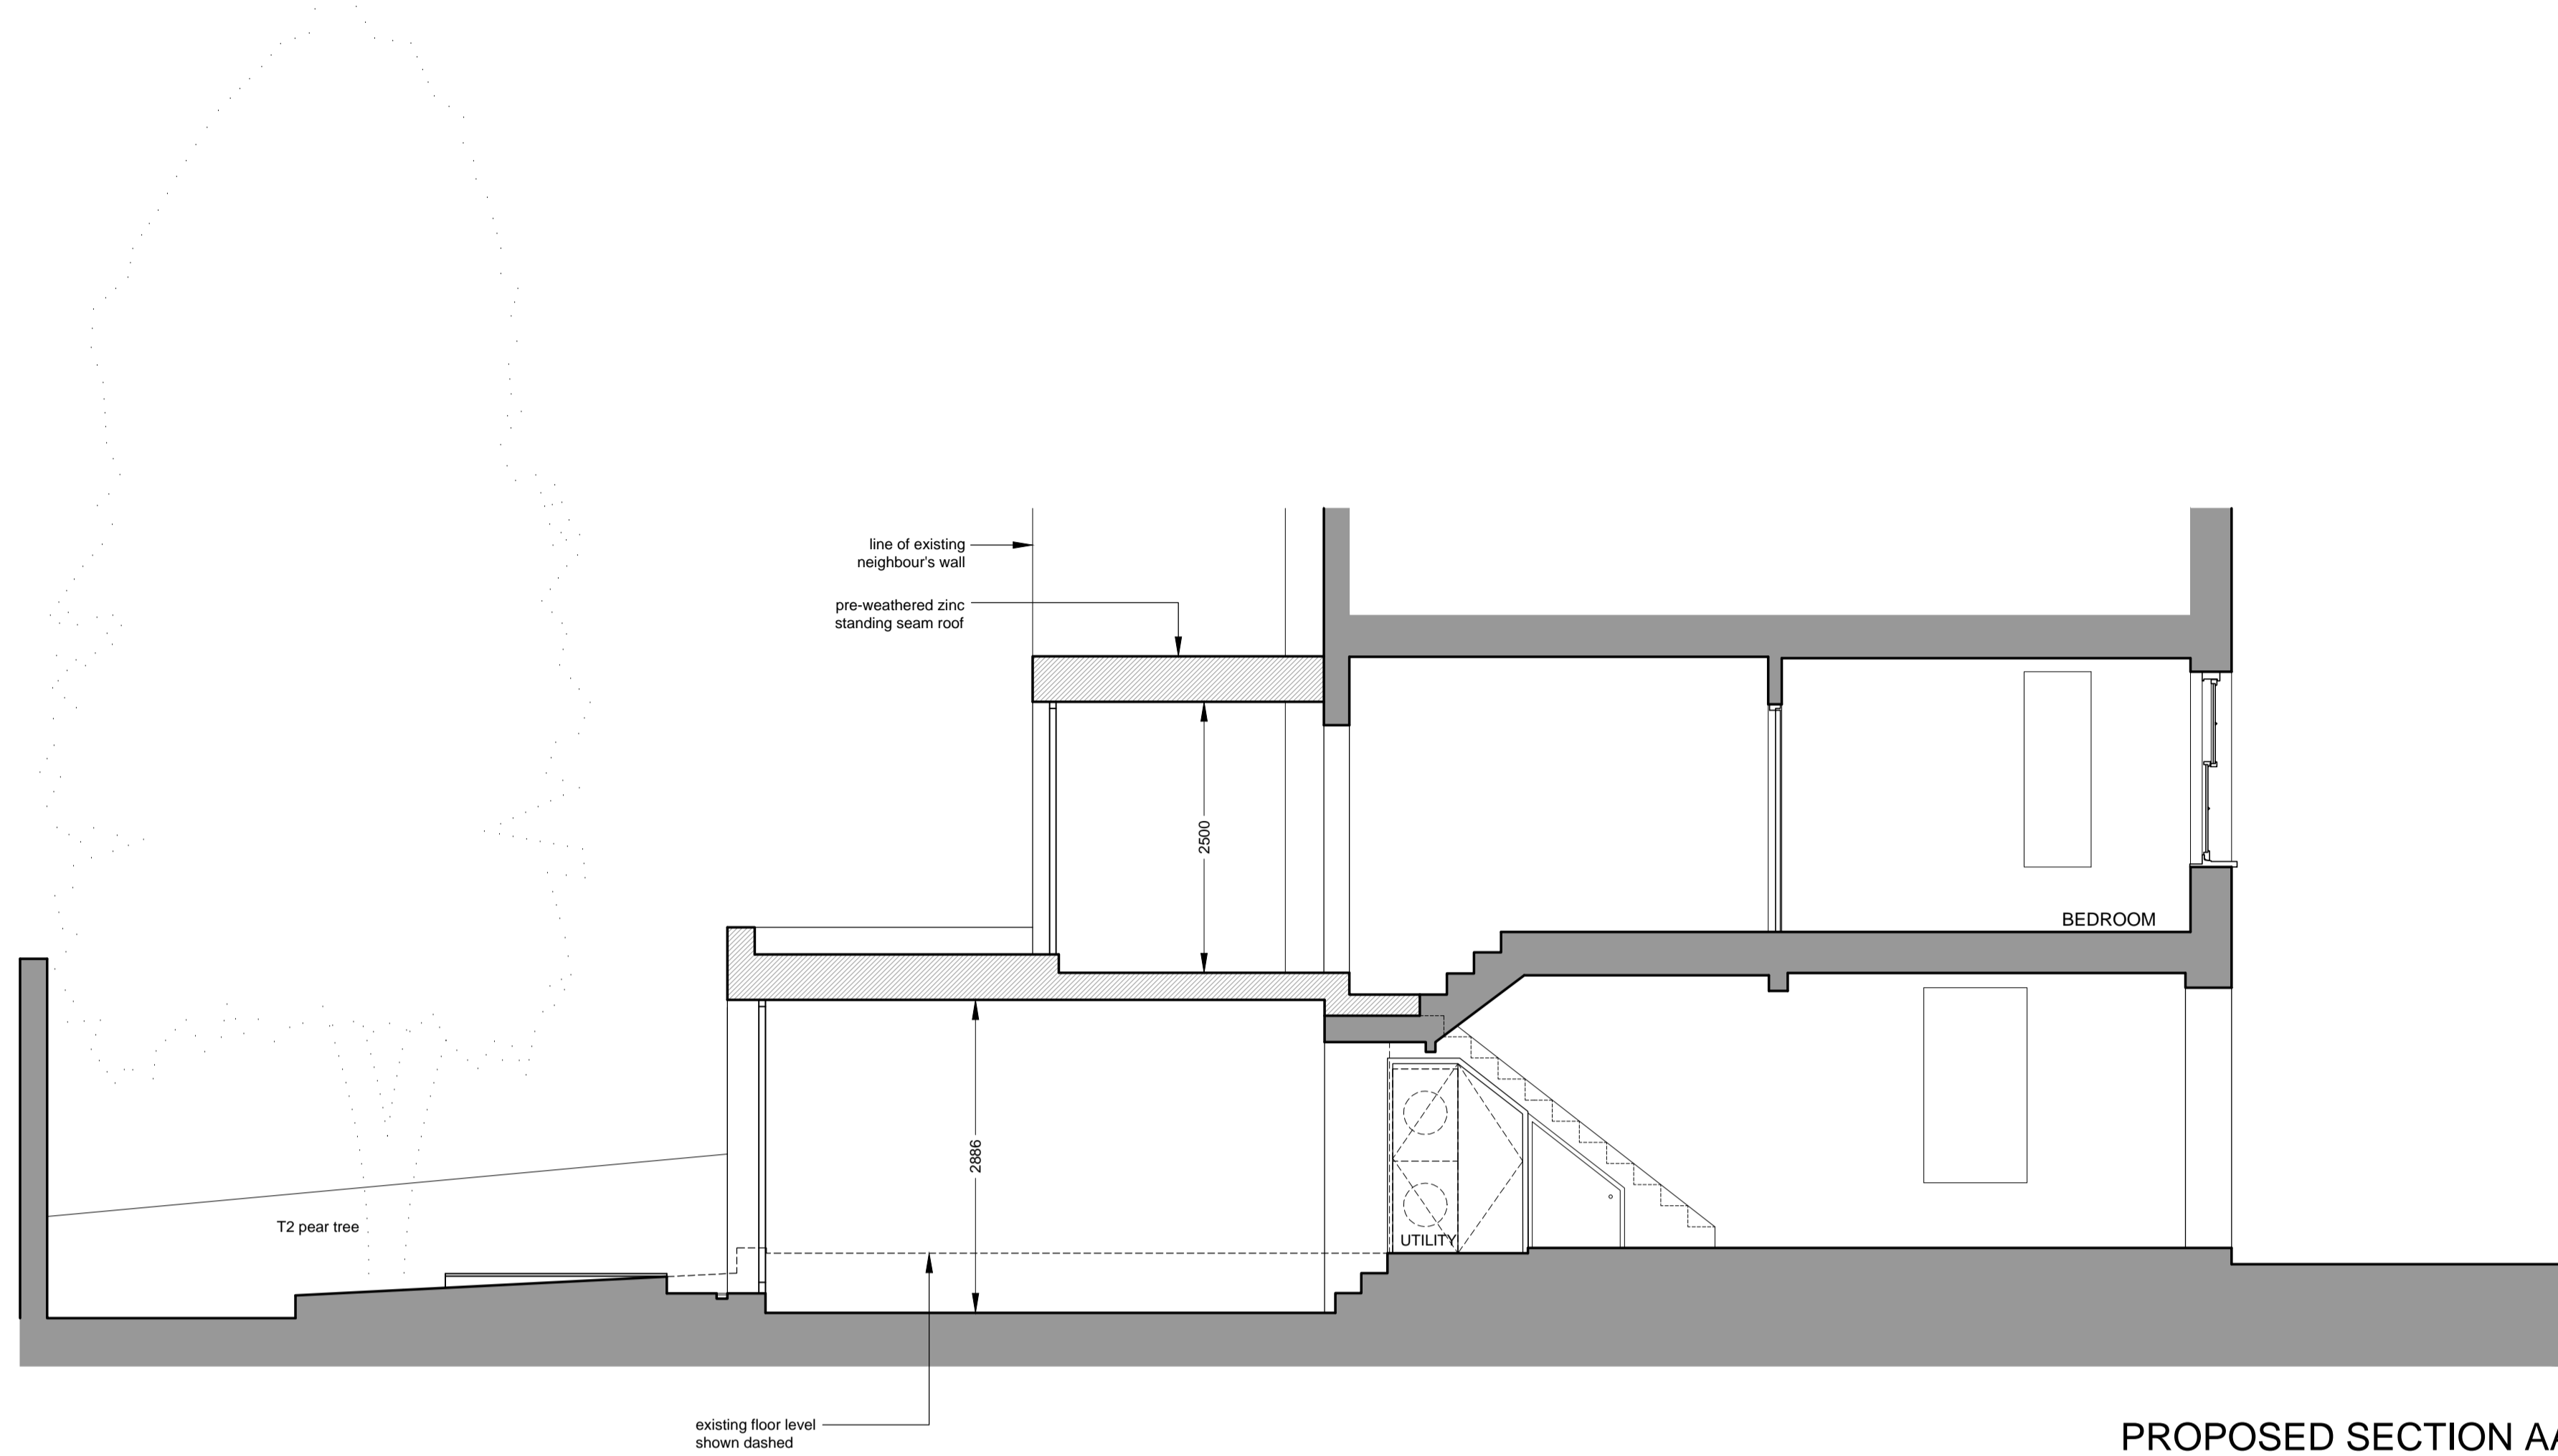 line of existing
neighbour's wall
pre-weathered zinc
standing seam roof
2500
BEDROOM
2886
T2 pear tree
UTILITY
existing floor level
shown dashed
PROPOSED SECTION AA